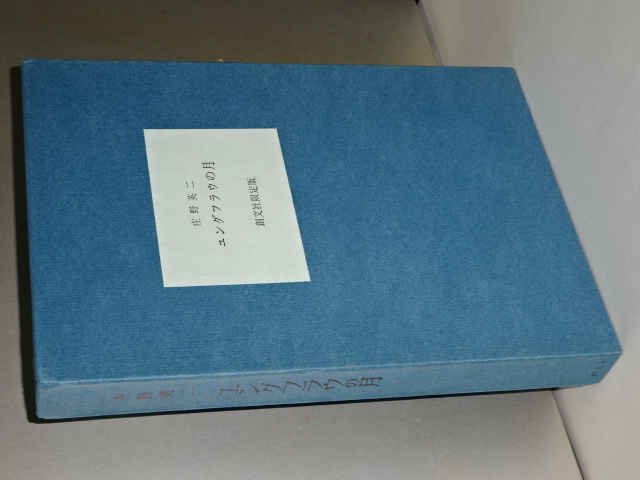 庄野英二
ユングフラウの月
創文社限定版
庄野英二
ユングフラウの月